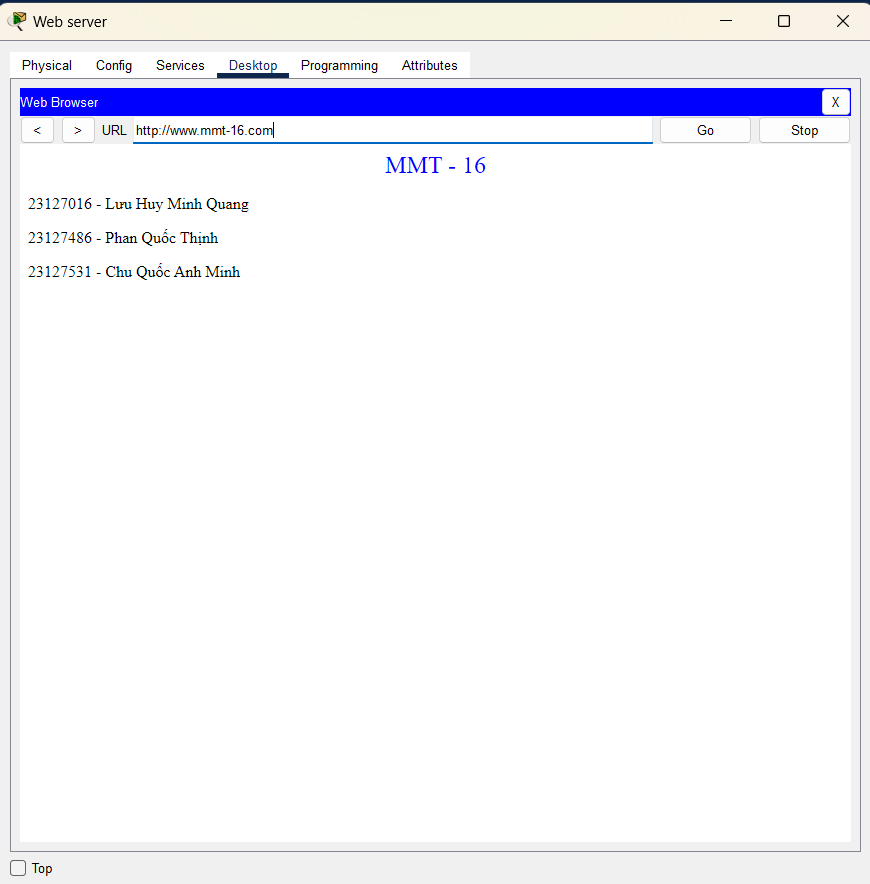 Web server
Physical Config Services Desktop Programming Attributes
Web Browser X
< > URL http://www.mmt-16.com Go Stop
MMT - 16
23127016 - Lưu Huy Minh Quang
23127486 - Phan Quốc Thịnh
23127531 - Chu Quốc Anh Minh
Top